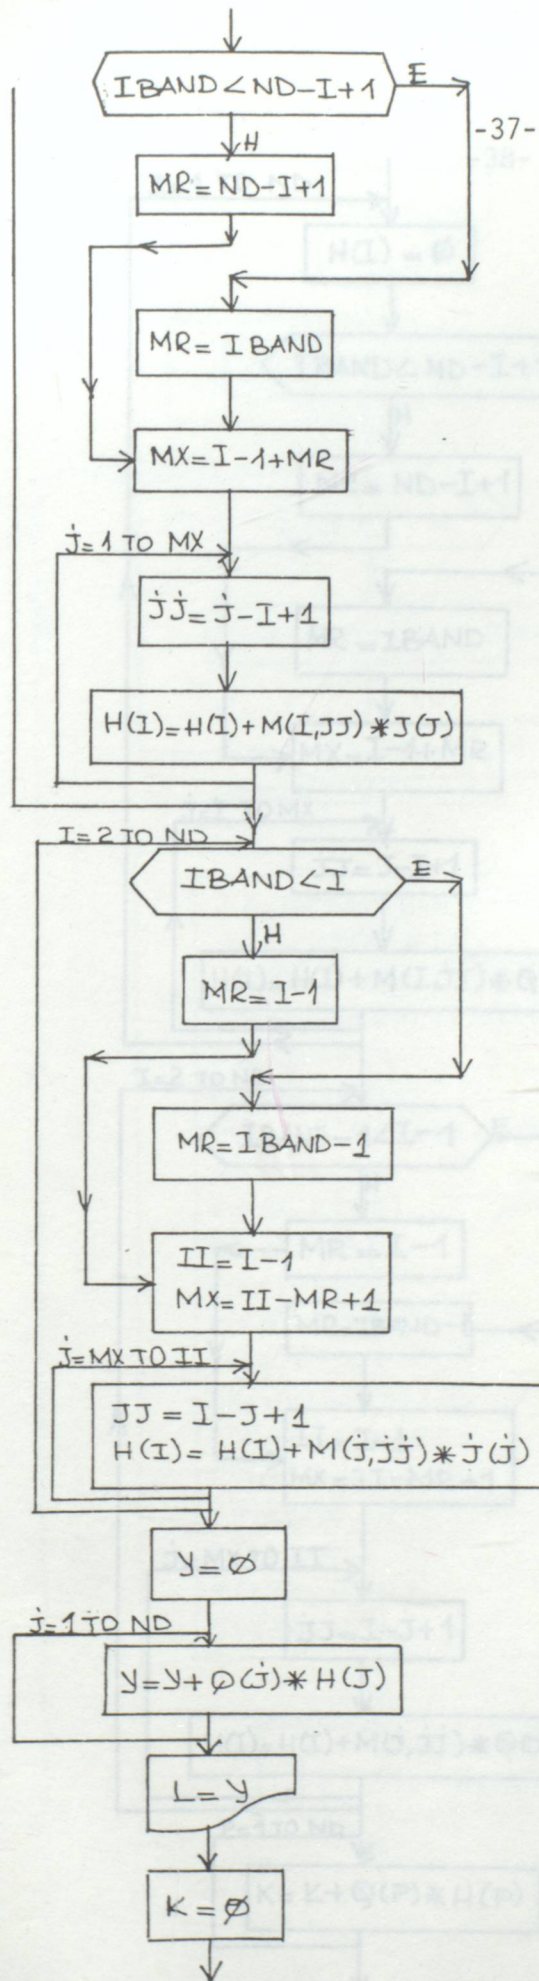 IBAND<ND-I+1
E
-37-
H
MR=ND-I+1
MR=IBAND
MX=I-1+MR
j=1 TO MX
jj=j-I+1
H(I)=H(I)+M(I,JJ)*J(J)
I=2 TO ND
IBAND<I
E
H
MR=I-1
MR=IBAND-1
II=I-1
MX=II-MR+1
j=MX TO II
JJ=I-J+1
H(I)=H(I)+M(j,jj)*j(j)
Y=Ø
j=1 TO ND
Y=Y+Ø(j)*H(J)
L=Y
K=Ø